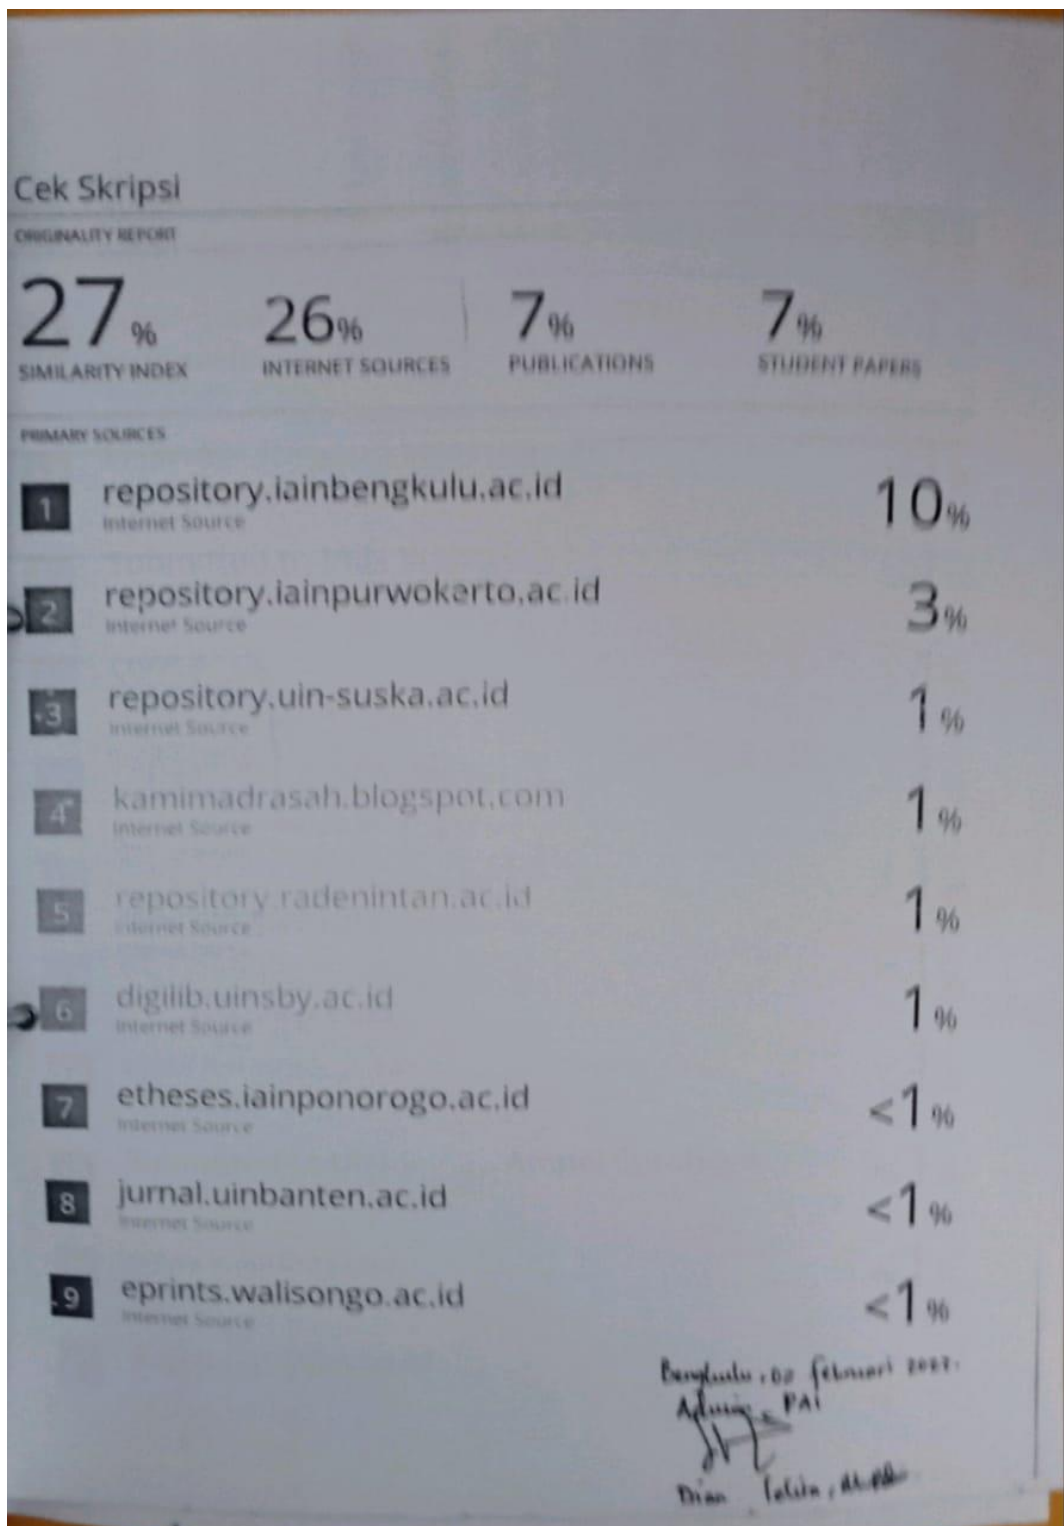 Cek Skripsi
ORIGINALITY REPORT
27% 26% 7% 7%
SIMILARITY INDEX INTERNET SOURCES PUBLICATIONS STUDENT PAPERS
PRIMARY SOURCES
1 repository.iainbengkulu.ac.id 10%
Internet Source
2 repository.iainpurwokerto.ac.id 3%
Internet Source
3 repository.uin-suska.ac.id 1%
Internet Source
4 kamimadrasah.blogspot.com 1%
Internet Source
5 repository.radenintan.ac.id 1%
Internet Source
6 digilib.uinsby.ac.id 1%
Internet Source
7 etheses.iainponorogo.ac.id <1%
Internet Source
8 jurnal.uinbanten.ac.id <1%
Internet Source
9 eprints.walisongo.ac.id <1%
Internet Source
Bengkulu, februari
Admin PAI
Dian